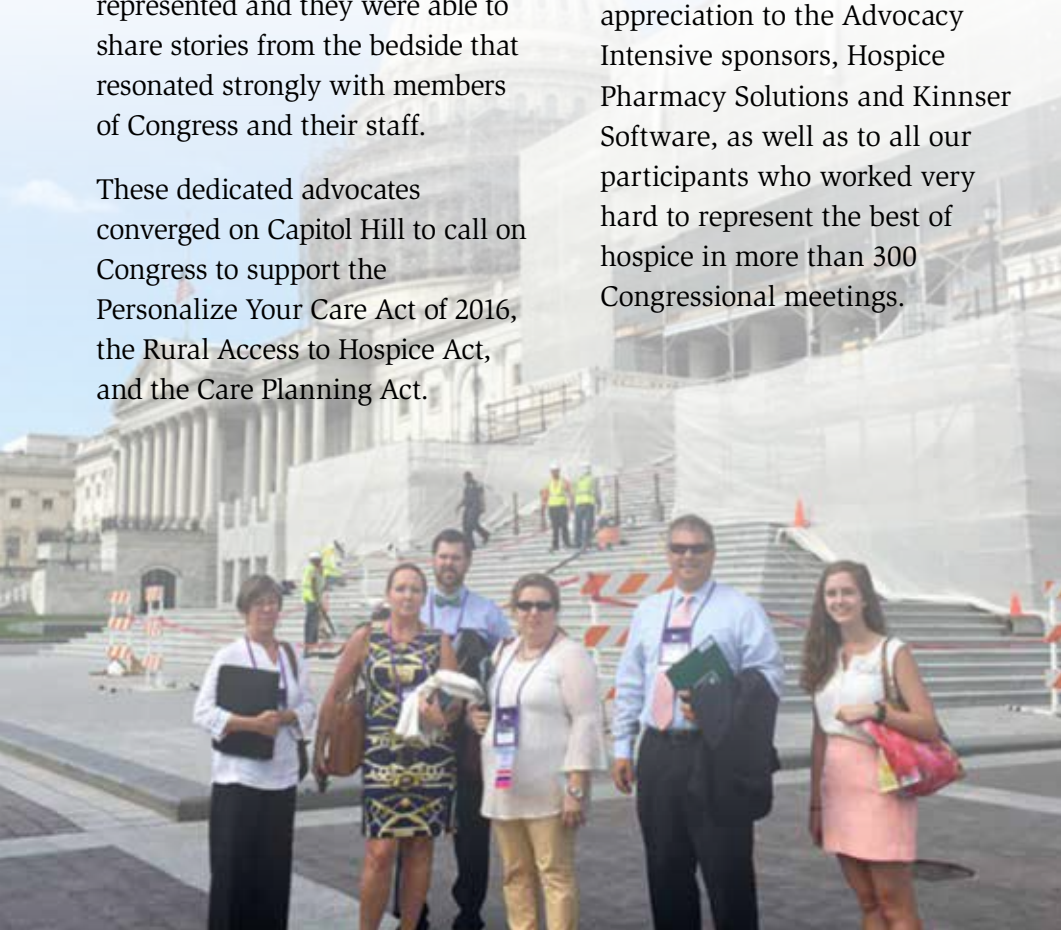 represented and they were able to
share stories from the bedside that
resonated strongly with members
of Congress and their staff.
These dedicated advocates
converged on Capitol Hill to call on
Congress to support the
Personalize Your Care Act of 2016,
the Rural Access to Hospice Act,
and the Care Planning Act.
appreciation to the Advocacy
Intensive sponsors, Hospice
Pharmacy Solutions and Kinnser
Software, as well as to all our
participants who worked very
hard to represent the best of
hospice in more than 300
Congressional meetings.